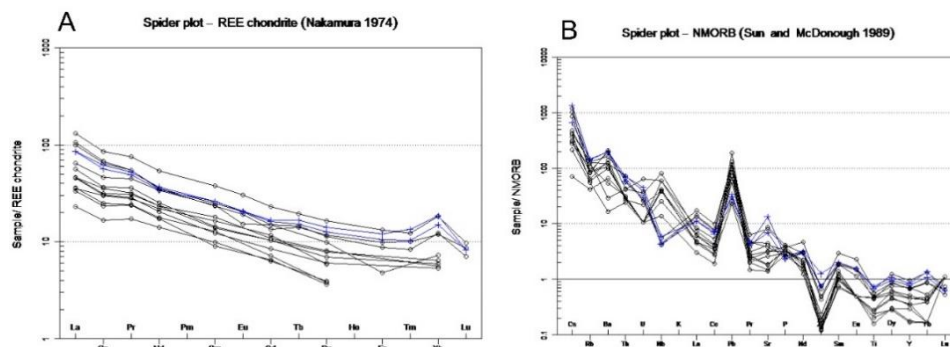 A
Spider plot – REE chondrite (Nakamura 1974)
Sample/ REE chondrite
1000
100
10
1
La
Pr
Pm
Eu
Tb
Ho
Tm
Lu
B
Spider plot – NMORB (Sun and McDonough 1989)
Sample/ NMORB
10000
1000
100
10
1
0.1
Cs
Ba
U
K
La
Pb
Pr
P
Sm
Ti
Y
Rb
Th
Nb
Ce
Sr
Nd
Eu
Dy
Yb